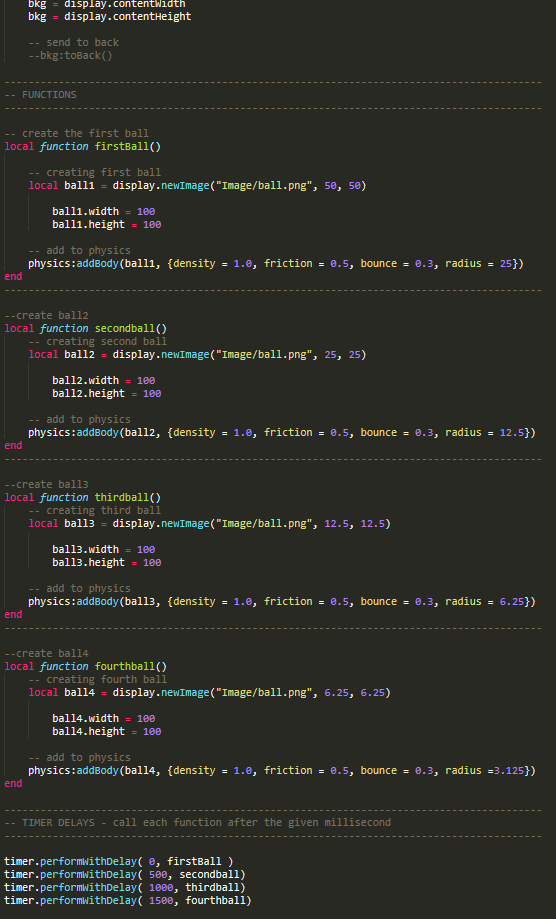 bkg = display.contentWidth
bkg = display.contentHeight
-- send to back
--bkg:toBack()
-- FUNCTIONS
-- create the first ball
local function firstBall()
-- creating first ball
local ball1 = display.newImage("Image/ball.png", 50, 50)
ball1.width = 100
ball1.height = 100
-- add to physics
physics:addBody(ball1, {density = 1.0, friction = 0.5, bounce = 0.3, radius = 25})
end
--create ball2
local function secondball()
-- creating second ball
local ball2 = display.newImage("Image/ball.png", 25, 25)
ball2.width = 100
ball2.height = 100
-- add to physics
physics:addBody(ball2, {density = 1.0, friction = 0.5, bounce = 0.3, radius = 12.5})
end
--create ball3
local function thirdball()
-- creating third ball
local ball3 = display.newImage("Image/ball.png", 12.5, 12.5)
ball3.width = 100
ball3.height = 100
-- add to physics
physics:addBody(ball3, {density = 1.0, friction = 0.5, bounce = 0.3, radius = 6.25})
end
--create ball4
local function fourthball()
-- creating fourth ball
local ball4 = display.newImage("Image/ball.png", 6.25, 6.25)
ball4.width = 100
ball4.height = 100
-- add to physics
physics:addBody(ball4, {density = 1.0, friction = 0.5, bounce = 0.3, radius =3.125})
end
-- TIMER DELAYS - call each function after the given millisecond
timer.performWithDelay( 0, firstBall )
timer.performWithDelay( 500, secondball)
timer.performWithDelay( 1000, thirdball)
timer.performWithDelay( 1500, fourthball)